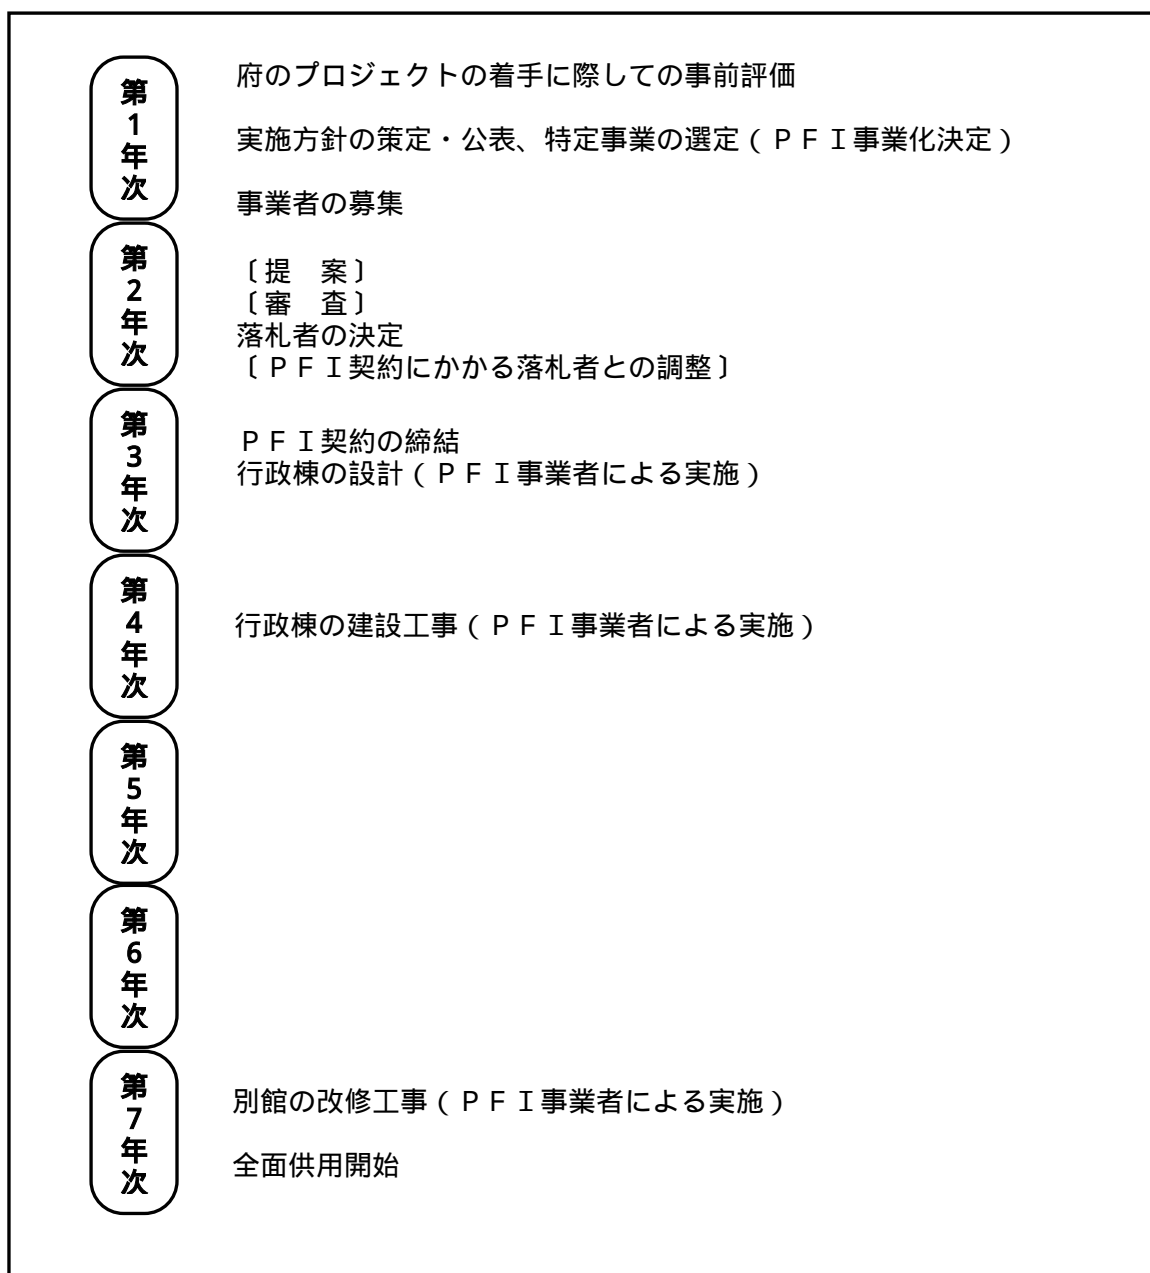 第1年次
府のプロジェクトの着手に際しての事前評価
実施方針の策定・公表、特定事業の選定(PFI事業化決定)
事業者の募集
第2年次
〔提　案〕
〔審　査〕
落札者の決定
〔PFI契約にかかる落札者との調整〕
第3年次
PFI契約の締結
行政棟の設計(PFI事業者による実施)
第4年次
行政棟の建設工事(PFI事業者による実施)
第5年次
第6年次
第7年次
別館の改修工事(PFI事業者による実施)
全面供用開始